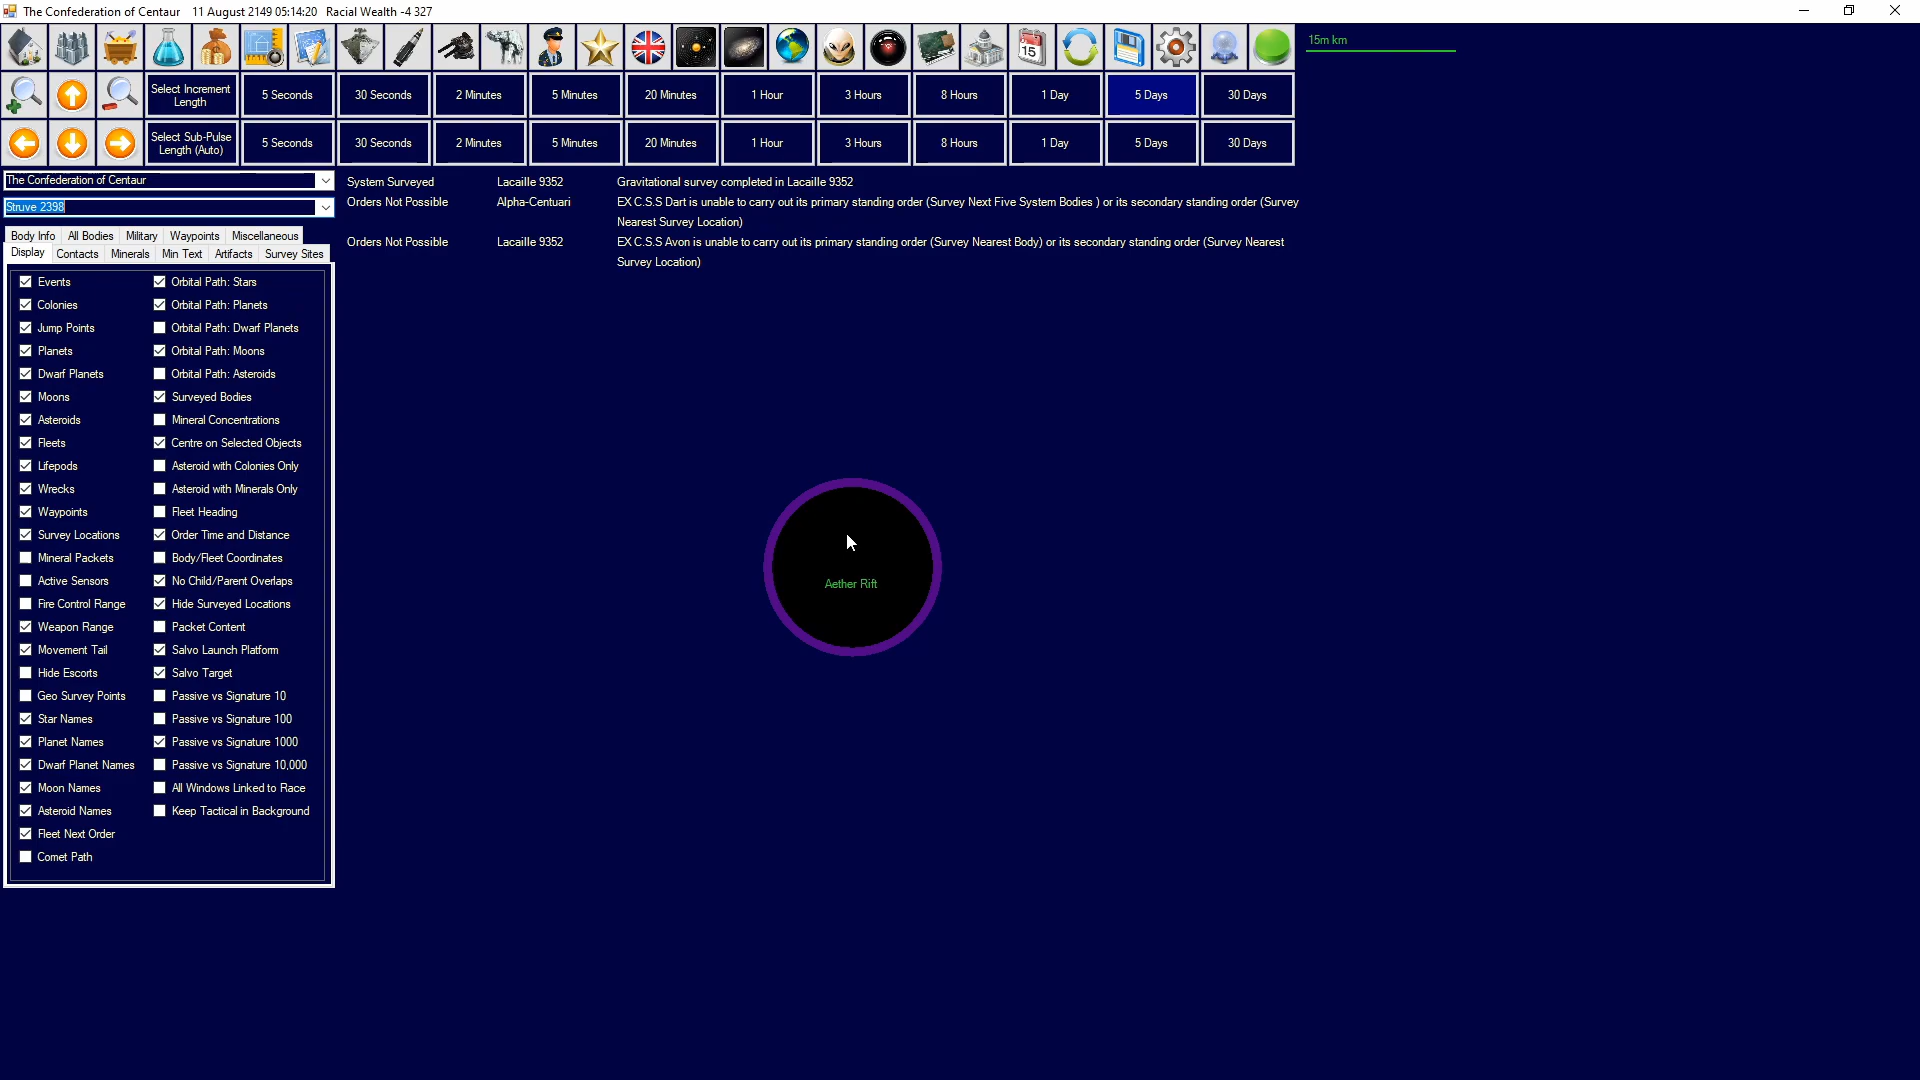 The Confederation of Centaur   11 August 2149 05:14:20   Racial Wealth -4 327
15m km
15
Select Increment Length
5 Seconds
30 Seconds
2 Minutes
5 Minutes
20 Minutes
1 Hour
3 Hours
8 Hours
1 Day
5 Days
30 Days
Select Sub-Pulse Length (Auto)
5 Seconds
30 Seconds
2 Minutes
5 Minutes
20 Minutes
1 Hour
3 Hours
8 Hours
1 Day
5 Days
30 Days
The Confederation of Centaur
Struve 2398
System Surveyed   Lacaille 9352   Gravitational survey completed in Lacaille 9352
Orders Not Possible   Alpha-Centuari   EX C.S.S Dart is unable to carry out its primary standing order (Survey Next Five System Bodies ) or its secondary standing order (Survey
Nearest Survey Location)
Orders Not Possible   Lacaille 9352   EX C.S.S Avon is unable to carry out its primary standing order (Survey Nearest Body) or its secondary standing order (Survey Nearest
Survey Location)
Body Info   All Bodies   Military   Waypoints   Miscellaneous
Display   Contacts   Minerals   Min Text   Artifacts   Survey Sites
Events   Orbital Path: Stars
Colonies   Orbital Path: Planets
Jump Points   Orbital Path: Dwarf Planets
Planets   Orbital Path: Moons
Dwarf Planets   Orbital Path: Asteroids
Moons   Surveyed Bodies
Asteroids   Mineral Concentrations
Fleets   Centre on Selected Objects
Lifepods   Asteroid with Colonies Only
Wrecks   Asteroid with Minerals Only
Waypoints   Fleet Heading
Survey Locations   Order Time and Distance
Mineral Packets   Body/Fleet Coordinates
Active Sensors   No Child/Parent Overlaps
Fire Control Range   Hide Surveyed Locations
Weapon Range   Packet Content
Movement Tail   Salvo Launch Platform
Hide Escorts   Salvo Target
Geo Survey Points   Passive vs Signature 10
Star Names   Passive vs Signature 100
Planet Names   Passive vs Signature 1000
Dwarf Planet Names   Passive vs Signature 10,000
Moon Names   All Windows Linked to Race
Asteroid Names   Keep Tactical in Background
Fleet Next Order
Comet Path
Aether Rift